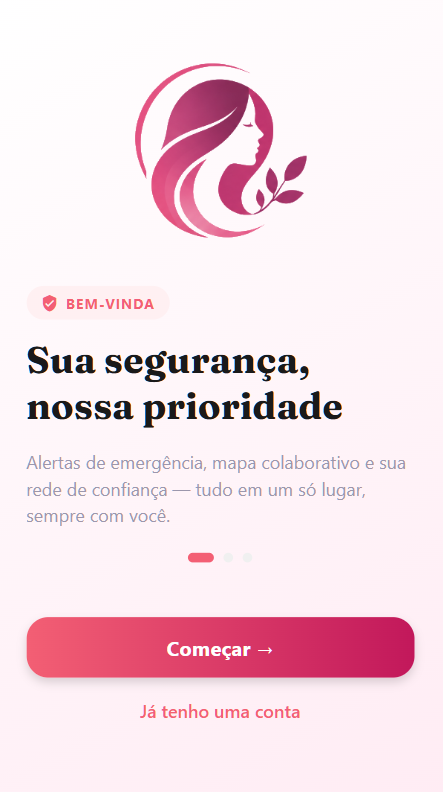 BEM-VINDA
Sua segurança,
nossa prioridade
Alertas de emergência, mapa colaborativo e sua
rede de confiança — tudo em um só lugar,
sempre com você.
Começar →
Já tenho uma conta